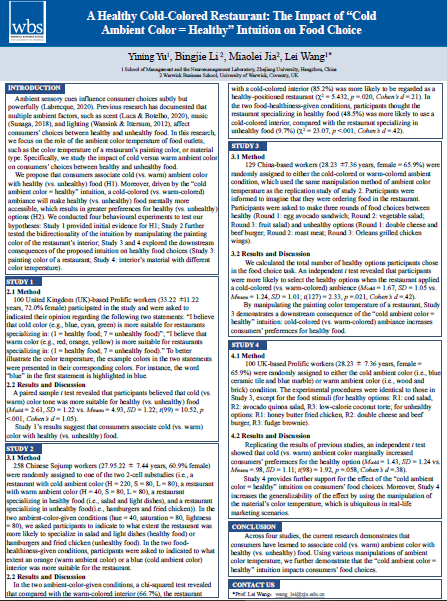 wbs
A Healthy Cold-Colored Restaurant: The Impact of "Cold
Ambient Color = Healthy" Intuition on Food Choice
Yining Yu¹, Bingjie Li², Miaolei Jia², Lei Wang¹*
1 School of Management and the Neuromanagement Laboratory, Zhejiang University, Hangzhou, China
2 Warwick Business School, University of Warwick, Coventry, UK
INTRODUCTION
Ambient sensory cues influence consumer choices subtly but
powerfully (Labrecque, 2020). Previous research has documented that
multiple ambient factors, such as scent (Luca & Botelho, 2020), music
(Sunaga, 2018), and lighting (Wansink & Ittersum, 2012), affect
consumers' choices between healthy and unhealthy food. In this research,
we focus on the role of the ambient color temperature of food outlets,
such as the color temperature of a restaurant's painting color, or material
type. Specifically, we study the impact of cold versus warm ambient color
on consumers' choices between healthy and unhealthy food.
We propose that consumers associate cold (vs. warm) ambient color
with healthy (vs. unhealthy) food (H1). Moreover, driven by the "cold
ambient color = healthy" intuition, a cold-colored (vs. warm-colored)
ambiance will make healthy (vs. unhealthy) food mentally more
accessible, which results in greater preferences for healthy (vs. unhealthy)
options (H2). We conducted four behavioural experiments to test our
hypotheses: Study 1 provided initial evidence for H1; Study 2 further
tested the bidirectionality of the intuition by manipulating the painting
color of the restaurant's interior; Study 3 and 4 explored the downstream
consequences of the proposed intuition on healthy food choices (Study 3:
painting color of a restaurant; Study 4: interior's material with different
color temperature).
STUDY 1
2.1 Method
100 United Kingdom (UK)-based Prolific workers (33.22 ±11.22
years, 72.0% female) participated in the study and were asked to
indicated their opinion regarding the following two statements: "I believe
that cold color (e.g., blue, cyan, green) is more suitable for restaurants
specializing in: (1 = healthy food, 7 = unhealthy food)"; "I believe that
warm color (e.g., red, orange, yellow) is more suitable for restaurants
specializing in: (1 = healthy food, 7 = unhealthy food)." To better
illustrate the color temperature, the example colors in the two statements
were presented in their corresponding colors. For instance, the word
"blue" in the first statement is highlighted in blue.
2.2 Results and Discussion
A paired sample t test revealed that participants believed that cold (vs.
warm) color tone was more suitable for healthy (vs. unhealthy) food
= 2.61, SD = 1.22 vs. = 4.93, SD = 1.22; t(99) = 10.52, p
< .001, Cohen's d = 1.05).
Study 1's results suggest that consumers associate cold (vs. warm)
color with healthy (vs. unhealthy) food.
STUDY 2
3.1 Method
258 Chinese Sojump workers (27.95.22 ± 7.44 years, 60.9% female)
were randomly assigned to one of the two 2-cell substudies (i.e., a
restaurant with cold ambient color (H = 220, S = 80, L = 80), a restaurant
with warm ambient color (H = 40, S = 80, L = 80), a restaurant
specializing in healthy food (i.e., salad and light dishes), and a restaurant
specializing in unhealthy food(i.e., hamburgers and fried chicken)). In the
two ambient-color-given conditions (hue = 40, saturation = 80, lightness
= 80), we asked participants to indicate to what extent the restaurant was
more likely to specialize in salad and light dishes (healthy food) or
hamburgers and fried chicken (unhealthy food). In the two food-
healthiness-given conditions, participants were asked to indicated to what
extent an orange (warm ambient color) or a blue (cold ambient color)
interior was more suitable for the restaurant.
2.2 Results and Discussion
In the two ambient-color-given conditions, a chi-squared test revealed
that compared with the warm-colored interior (66.7%), the restaurant
with a cold-colored interior (85.2%) was more likely to be regarded as a
healthy-positioned restaurant (χ² = 5.432, p = .020, Cohen's d = .21). In
the two food-healthiness-given conditions, participants thought the
restaurant specializing in healthy food (48.5%) was more likely to use a
cold-colored interior, compared with the restaurant specializing in
unhealthy food (9.7%) (χ² = 23.07, p < .001, Cohen's d = .42).
STUDY 3
3.1 Method
129 China-based workers (28.23 ±7.36 years, female = 65.9%) were
randomly assigned to either the cold-colored or warm-colored ambient
condition, which used the same manipulation method of ambient color
temperature as the replication study of study 2. Participants were
informed to imagine that they were ordering food in the restaurant.
Participants were asked to make three rounds of food choices between
healthy (Round 1: egg avocado sandwich; Round 2: vegetable salad;
Round 3: fruit salad) and unhealthy options (Round 1: double cheese and
beef burger; Round 2: roast meat; Round 3: Orleans grilled chicken
wings).
3.2 Results and Discussion
We calculated the total number of healthy options participants chose
in the food choice task. An independent t test revealed that participants
were more likely to select the healthy options when the restaurant applied
a cold-colored (vs. warm-colored) ambiance = 1.67, SD = 1.05 vs.
= 1.24, SD = 1.01; t(127) = 2.33, p = .021, Cohen's d = .42).
By manipulating the painting color temperature of a restaurant, Study
3 demonstrates a downstream consequence of the "cold ambient color =
healthy" intuition: cold-colored (vs. warm-colored) ambiance increases
consumers' preferences for healthy food.
STUDY 4
4.1 Method
100 UK-based Prolific workers (28.23 ± 7.36 years, female =
65.9%) were randomly assigned to either the cold ambient color (i.e., blue
ceramic tile and blue marble) or warm ambient color (i.e., wood and
brick) condition. The experimental procedures were identical to those in
Study 3, except for the food stimuli (for healthy options: R1: cod salad,
R2: avocado quinoa salad, R3: low-calorie coconut torte; for unhealthy
options R1: honey butter fried chicken, R2: double cheese and beef
burger, R3: fudge brownie).
4.2 Results and Discussion
Replicating the results of previous studies, an independent t test
showed that cold (vs. warm) ambient color marginally increased
consumers' preferences for the healthy option = 1.43, SD = 1.24 vs.
= .98, SD = 1.11; t(98) = 1.92, p = .058, Cohen's d = .38).
Study 4 provides further support for the effect of the "cold ambient
color = healthy" intuition on consumers' food choices. Moreover, Study 4
increases the generalizability of the effect by using the manipulation of
the material's color temperature, which is ubiquitous in real-life
marketing scenarios.
CONCLUSION
Across four studies, the current research demonstrates that
consumers have learned to associate cold (vs. warm) ambient color with
healthy (vs. unhealthy) food. Using various manipulations of ambient
color temperature, we further demonstrate that the "cold ambient color =
healthy" intuition impacts consumers' food choices.
CONTACT US
*Prof. Lei Wang: wang_lei@zju.edu.cn